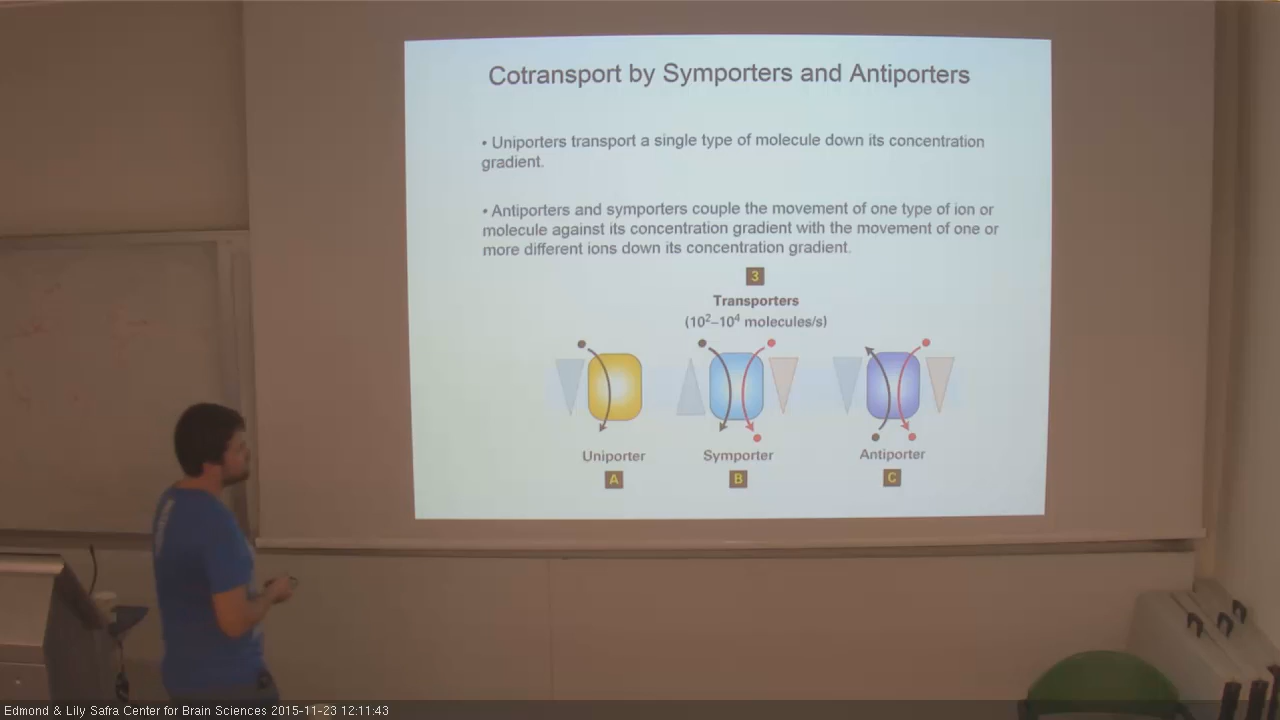 Cotransport by Symporters and Antiporters
• Uniporters transport a single type of molecule down its concentration
gradient.
• Antiporters and symporters couple the movement of one type of ion or
molecule against its concentration gradient with the movement of one or
more different ions down its concentration gradient.
3
Transporters
(10²–10⁴ molecules/s)
Uniporter Symporter Antiporter
A B C
Edmond & Lily Safra Center for Brain Sciences 2015-11-23 12:11:43